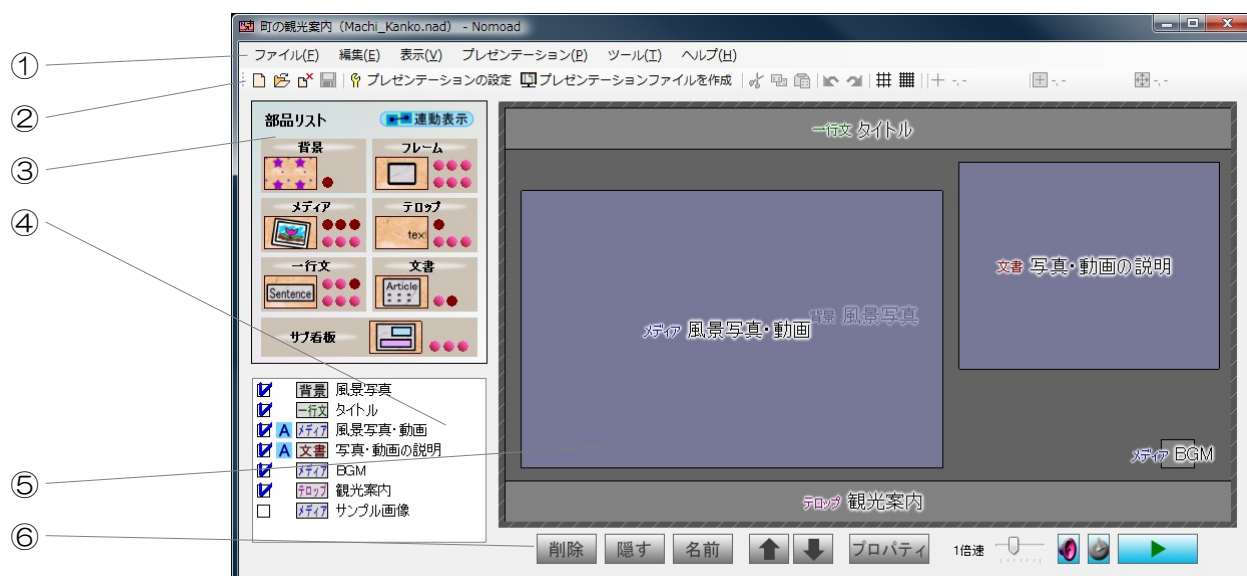 町の観光案内（Machi_Kanko.nad） - Nomoad
① ファイル(F) 編集(E) 表示(V) プレゼンテーション(P) ツール(T) ヘルプ(H)
② プレゼンテーションの設定 プレゼンテーションファイルを作成 -,- -,- -,-
③
④
⑤
⑥
部品リスト 連動表示
背景 フレーム
メディア テロップ
text
一行文 文書
Sentence Article
サブ看板
背景 風景写真
一行文 タイトル
A メディア 風景写真・動画
A 文書 写真・動画の説明
メディア BGM
テロップ 観光案内
メディア サンプル画像
一行文 タイトル
文書 写真・動画の説明
背景 風景写真
メディア 風景写真・動画
メディア BGM
テロップ 観光案内
削除 隠す 名前 プロパティ 1倍速